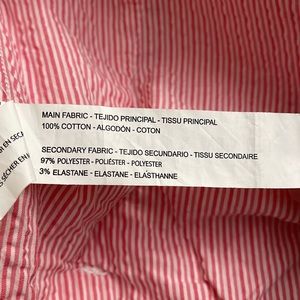 MAIN FABRIC - TEJIDO PRINCIPAL - TISSU PRINCIPAL
100% COTTON - ALGODÓN - COTON
SECONDARY FABRIC - TEJIDO SECUNDARIO - TISSU SECONDAIRE
97% POLYESTER - POLIÉSTER - POLYESTER
3% ELASTANE - ELASTANE - ELASTHANNE